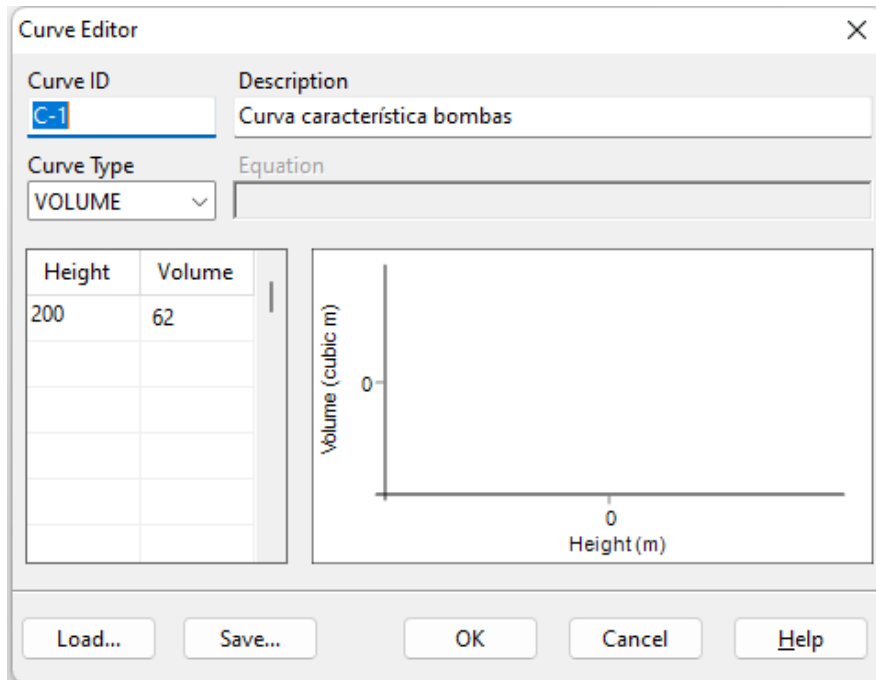 Curve Editor
Curve ID
Description
C-1
Curva característica bombas
Curve Type
Equation
VOLUME
Height Volume
200 62
Volume (cubic m)
0
0
Height (m)
Load... Save... OK Cancel Help